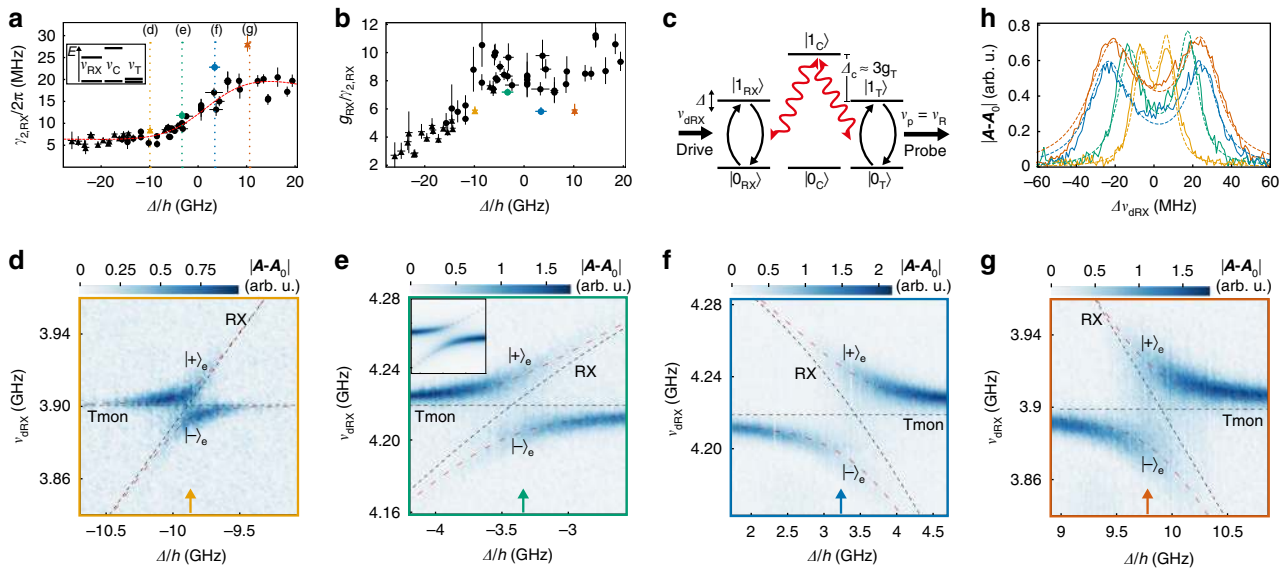 a
γ2,RX/2π (MHz)
30
25
20
15
10
5
0
(d)
(e)
(f)
(g)
E
νRX
νC
νT
−20
−10
0
10
20
Δ/h (GHz)
b
gRX/γ2,RX
12
10
8
6
4
2
−20
−10
0
10
20
Δ/h (GHz)
c
|1C⟩
Δc ≈ 3gT
|1RX⟩
|1T⟩
Δ
νdRX
νp = νR
Drive
Probe
|0RX⟩
|0C⟩
|0T⟩
h
|A-A0| (arb. u.)
0.8
0.6
0.4
0.2
0
−60
−40
−20
0
20
40
60
ΔνdRX (MHz)
d
0
0.25
0.5
0.75
|A-A0|
(arb. u.)
νdRX (GHz)
3.94
3.90
3.86
RX
|+⟩e
Tmon
|−⟩e
−10.5
−10
−9.5
Δ/h (GHz)
e
0
0.5
1
1.5
|A-A0|
(arb. u.)
νdRX (GHz)
4.28
4.24
4.20
4.16
|+⟩e
RX
Tmon
|−⟩e
−4
−3
Δ/h (GHz)
f
0
0.5
1
1.5
2
|A-A0|
(arb. u.)
νdRX (GHz)
4.28
4.24
4.20
|+⟩e
RX
Tmon
|−⟩e
2
3
4
Δ/h (GHz)
g
0
0.5
1
1.5
|A-A0|
(arb. u.)
νdRX (GHz)
3.94
3.9
3.86
RX
|+⟩e
Tmon
|−⟩e
9
9.5
10
10.5
Δ/h (GHz)